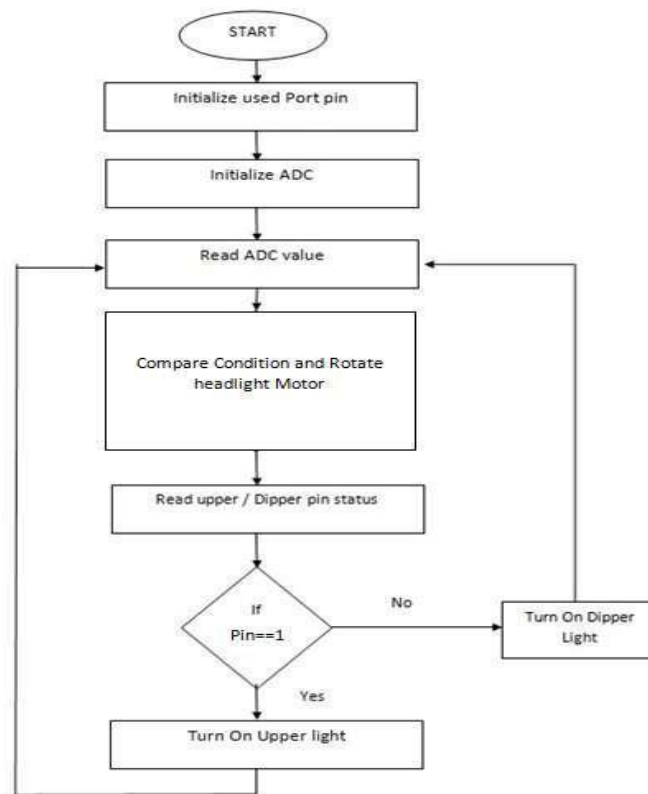 START
Initialize used Port pin
Initialize ADC
Read ADC value
Compare Condition and Rotate
headlight Motor
Read upper / Dipper pin status
If
Pin==1
No
Turn On Dipper
Light
Yes
Turn On Upper light